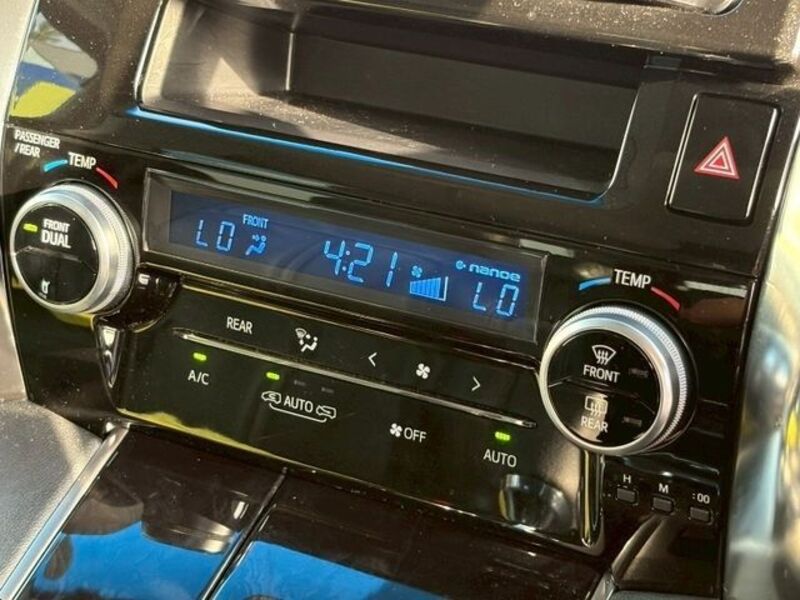 PASSENGER
/REAR
TEMP
FRONT
DUAL
FRONT
LO
4:21
nanoe
LO
TEMP
FRONT
REAR
REAR
A/C
AUTO
OFF
AUTO
H
M
:00